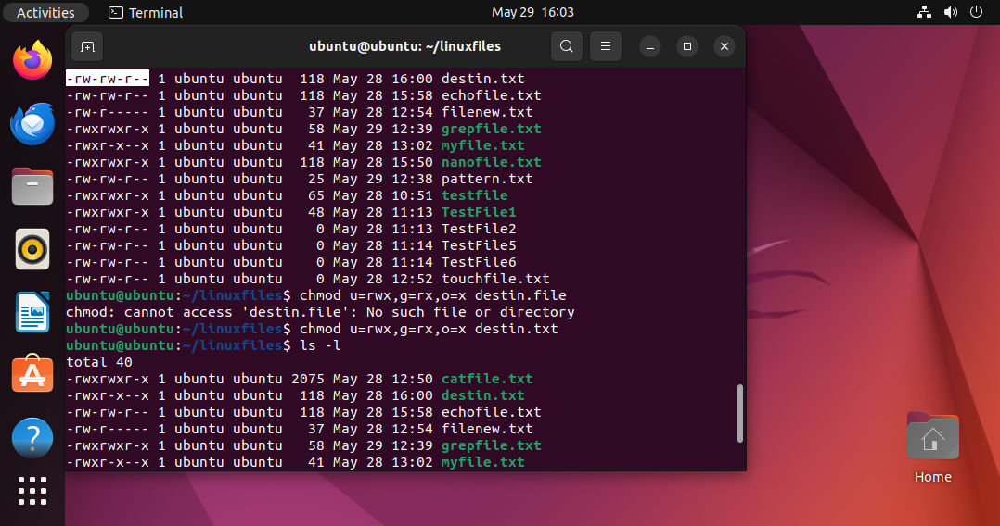 Activities Terminal May 29 16:03
ubuntu@ubuntu: ~/linuxfiles
-rw-rw-r-- 1 ubuntu ubuntu  118 May 28 16:00 destin.txt
-rw-rw-r-- 1 ubuntu ubuntu  118 May 28 15:58 echofile.txt
-rw-r----- 1 ubuntu ubuntu   37 May 28 12:54 filenew.txt
-rwxrwxr-x 1 ubuntu ubuntu   58 May 29 12:39 grepfile.txt
-rwxr-x--x 1 ubuntu ubuntu   41 May 28 13:02 myfile.txt
-rwxrwxr-x 1 ubuntu ubuntu  118 May 28 15:50 nanofile.txt
-rw-rw-r-- 1 ubuntu ubuntu   25 May 29 12:38 pattern.txt
-rwxrwxr-x 1 ubuntu ubuntu   65 May 28 10:51 testfile
-rwxrwxr-x 1 ubuntu ubuntu   48 May 28 11:13 TestFile1
-rw-rw-r-- 1 ubuntu ubuntu    0 May 28 11:13 TestFile2
-rw-rw-r-- 1 ubuntu ubuntu    0 May 28 11:14 TestFile5
-rw-rw-r-- 1 ubuntu ubuntu    0 May 28 11:14 TestFile6
-rw-rw-r-- 1 ubuntu ubuntu    0 May 28 12:52 touchfile.txt
ubuntu@ubuntu:~/linuxfiles$ chmod u=rwx,g=rx,o=x destin.file
chmod: cannot access 'destin.file': No such file or directory
ubuntu@ubuntu:~/linuxfiles$ chmod u=rwx,g=rx,o=x destin.txt
ubuntu@ubuntu:~/linuxfiles$ ls -l
total 40
-rwxrwxr-x 1 ubuntu ubuntu 2075 May 28 12:50 catfile.txt
-rwxr-x--x 1 ubuntu ubuntu  118 May 28 16:00 destin.txt
-rw-rw-r-- 1 ubuntu ubuntu  118 May 28 15:58 echofile.txt
-rw-r----- 1 ubuntu ubuntu   37 May 28 12:54 filenew.txt
-rwxrwxr-x 1 ubuntu ubuntu   58 May 29 12:39 grepfile.txt
-rwxr-x--x 1 ubuntu ubuntu   41 May 28 13:02 myfile.txt
Home